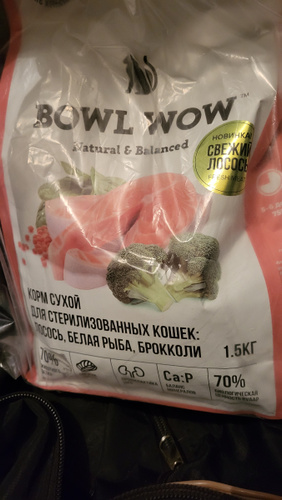 BOWL WOW
Natural & Balanced
НОВИНКА
СВЕЖИЙ
ЛОСОСЬ
КОРМ СУХОЙ
ДЛЯ СТЕРИЛИЗОВАННЫХ КОШЕК:
ЛОСОСЬ, БЕЛАЯ РЫБА, БРОККОЛИ
1.5КГ
70%
Ca:P
70%